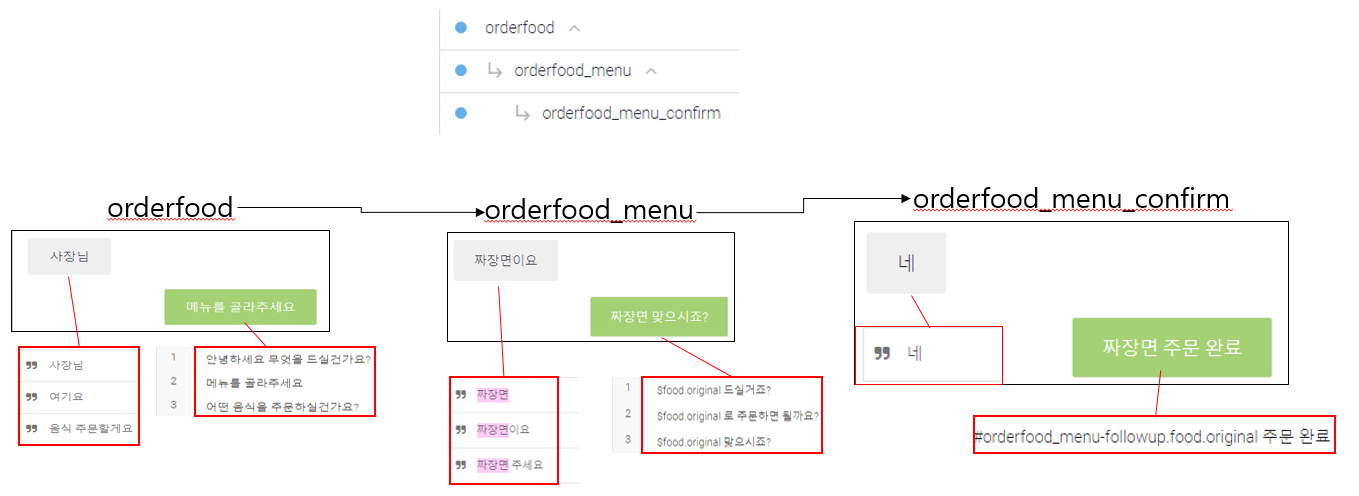 orderfood
orderfood_menu
orderfood_menu_confirm
orderfood
orderfood_menu
orderfood_menu_confirm
사장님
메뉴를 골라주세요
사장님
여기요
음식 주문할게요
1 안녕하세요 무엇을 드실건가요?
2 메뉴를 골라주세요
3 어떤 음식을 주문하실건가요?
짜장면이요
짜장면 맞으시죠?
짜장면
짜장면이요
짜장면 주세요
1 $food.original 드실거죠?
2 $food.original 로 주문하면 될까요?
3 $food.original 맞으시죠?
네
짜장면 주문 완료
네
#orderfood_menu-followup.food.original 주문 완료